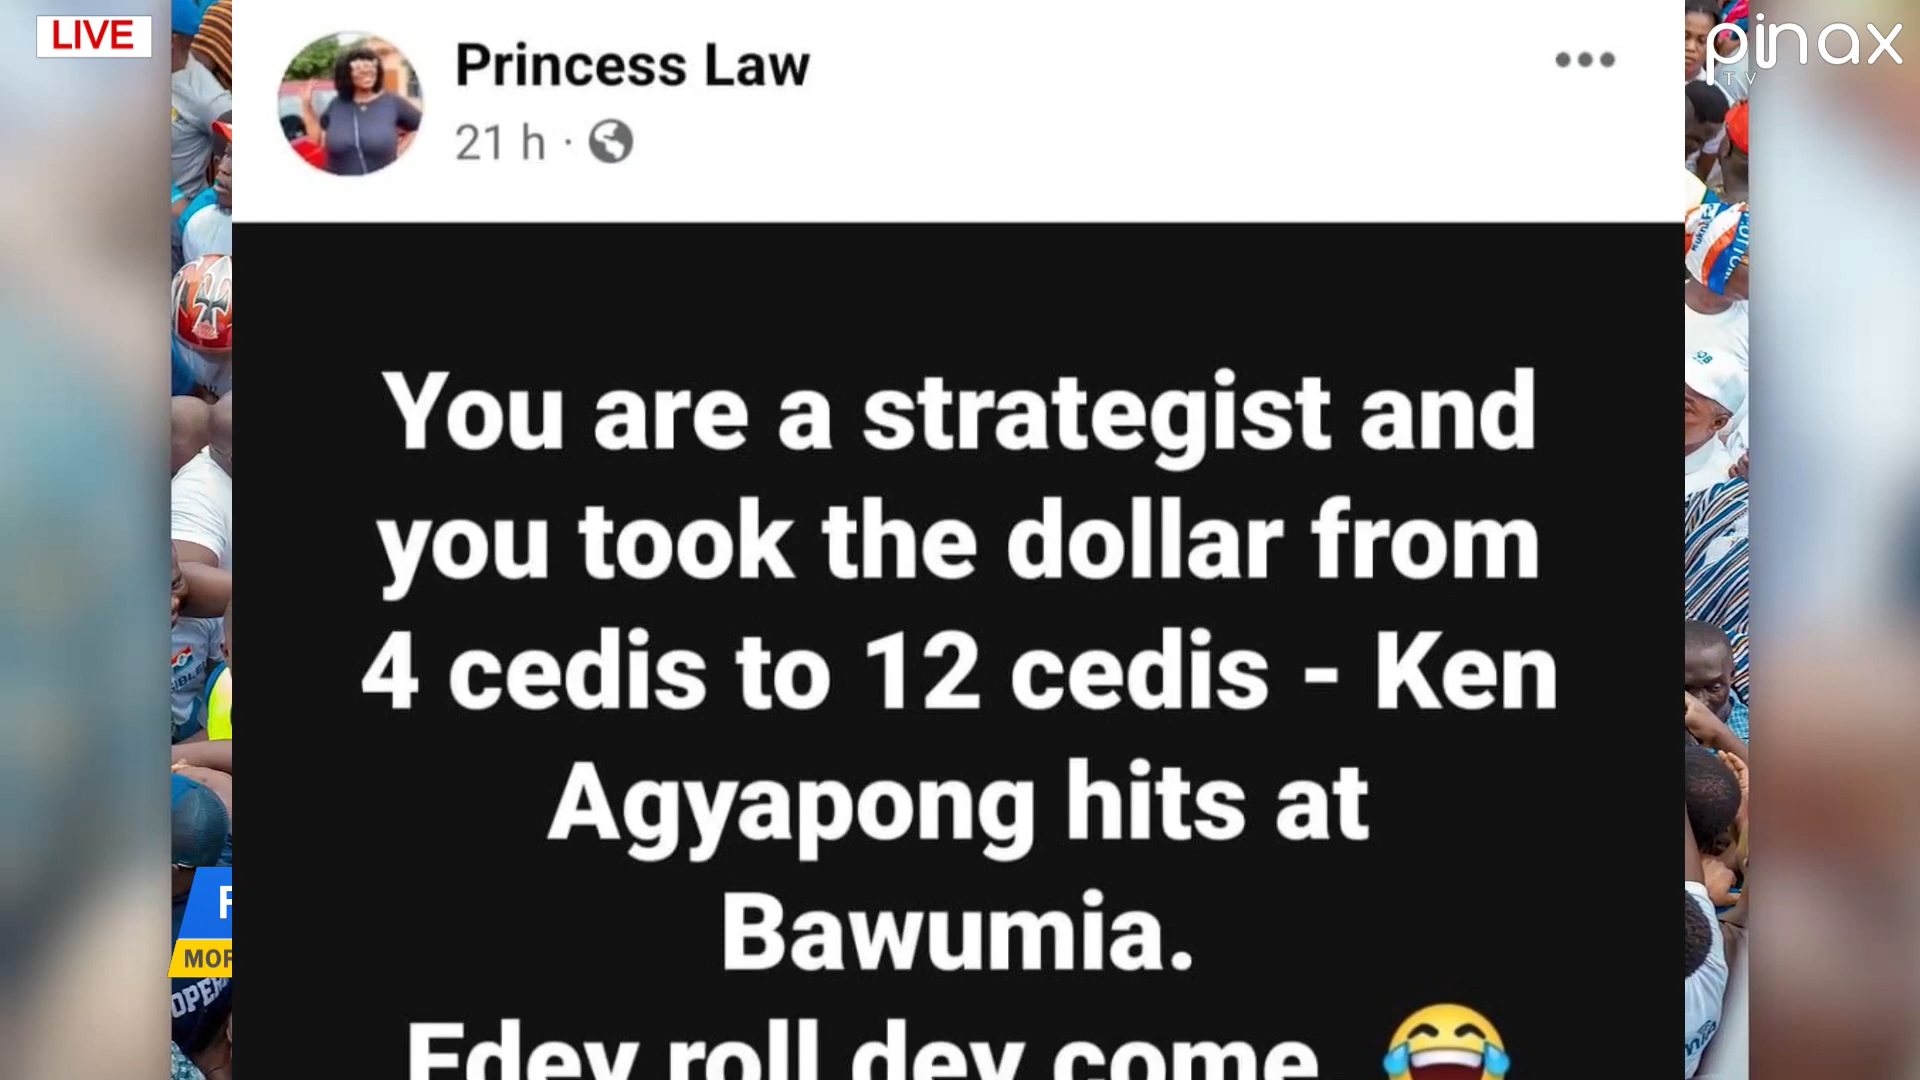 LIVE
pinax
TV
Princess Law
21 h ·
You are a strategist and
you took the dollar from
4 cedis to 12 cedis - Ken
Agyapong hits at
Bawumia.
Edey roll dey come